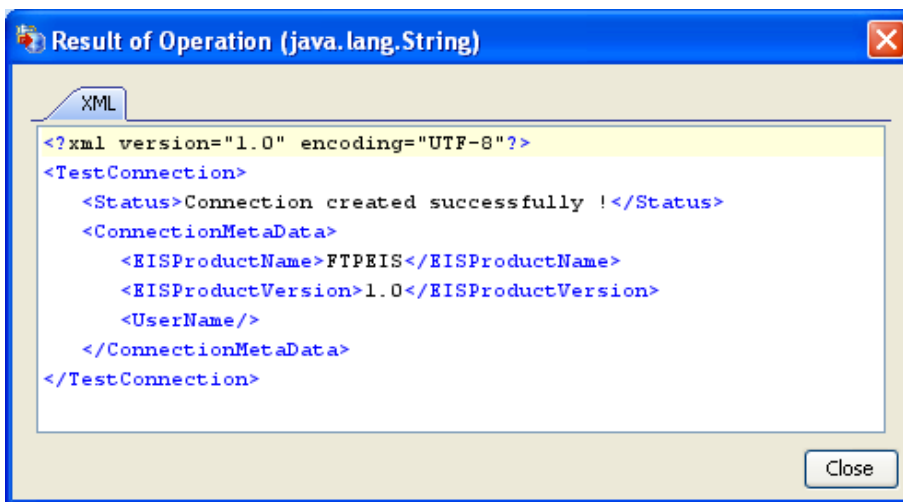 Result of Operation (java.lang.String)
XML
<?xml version="1.0" encoding="UTF-8"?>
<TestConnection>
<Status>Connection created successfully !</Status>
<ConnectionMetaData>
<EISProductName>FTPEIS</EISProductName>
<EISProductVersion>1.0</EISProductVersion>
<UserName/>
</ConnectionMetaData>
</TestConnection>
Close